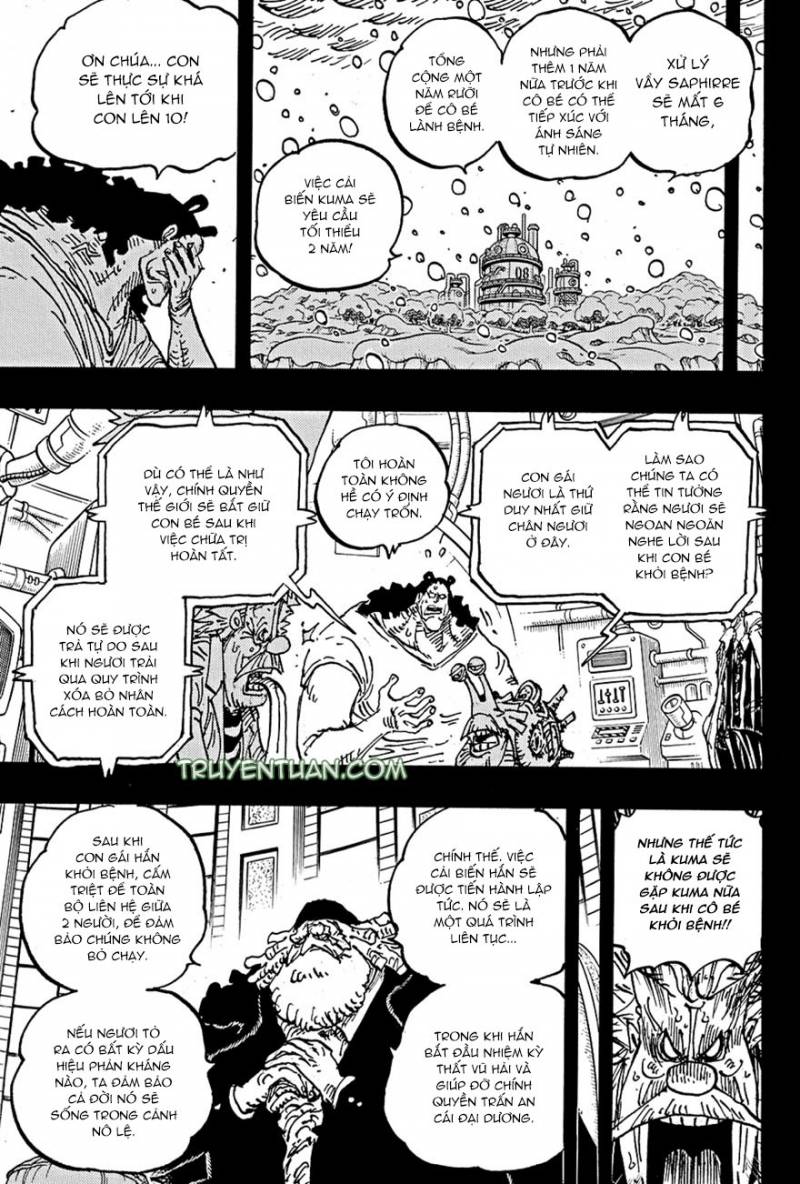 XỬ LÝ
VẢY SAPHIRRE
SẼ MẤT 6
THÁNG,
NHƯNG PHẢI
THÊM 1 NĂM
NỮA TRƯỚC KHI
CÔ BÉ CÓ THỂ
TIẾP XÚC VỚI
ÁNH SÁNG
TỰ NHIÊN.
TỔNG
CỘNG MỘT
NĂM RƯỠI
ĐỂ CÔ BÉ
LÀNH BỆNH.
VIỆC CẢI
BIẾN KUMA SẼ
YÊU CẦU
TỐI THIỂU
2 NĂM!
ƠN CHÚA... CON
SẼ THỰC SỰ KHÁ
LÊN TỚI KHI
CON LÊN 10!
LÀM SAO
CHÚNG TA CÓ
THỂ TIN TƯỞNG
RẰNG NGƯƠI SẼ
NGOAN NGOÃN
NGHE LỜI SAU
KHI CON BÉ
KHỎI BỆNH?
CON GÁI
NGƯƠI LÀ THỨ
DUY NHẤT GIỮ
CHÂN NGƯƠI
Ở ĐÂY.
TÔI HOÀN
TOÀN KHÔNG
HỀ CÓ Ý ĐỊNH
CHẠY TRỐN.
DÙ CÓ THỂ LÀ NHƯ
VẬY, CHÍNH QUYỀN
THẾ GIỚI SẼ BẮT GIỮ
CON BÉ SAU KHI
VIỆC CHỮA TRỊ
HOÀN TẤT.
NÓ SẼ ĐƯỢC
TRẢ TỰ DO SAU
KHI NGƯƠI TRẢI
QUA QUY TRÌNH
XÓA BỎ NHÂN
CÁCH HOÀN TOÀN.
TRUYENTUAN.COM
NHƯNG THẾ TỨC
LÀ KUMA SẼ
KHÔNG ĐƯỢC
GẶP KUMA NỮA
SAU KHI CÔ BÉ
KHỎI BỆNH!!
CHÍNH THẾ, VIỆC
CẢI BIẾN HẮN SẼ
ĐƯỢC TIẾN HÀNH LẬP
TỨC. NÓ SẼ LÀ
MỘT QUÁ TRÌNH
LIÊN TỤC...
TRONG KHI HẮN
BẮT ĐẦU NHIỆM KỲ
THẤT VŨ HẢI VÀ
GIÚP ĐỠ CHÍNH
QUYỀN TRẤN AN
CÁI ĐẠI DƯƠNG.
SAU KHI
CON GÁI HẮN
KHỎI BỆNH, CẤM
TRIỆT ĐỂ TOÀN
BỘ LIÊN HỆ GIỮA
2 NGƯỜI, ĐỂ ĐẢM
BẢO CHÚNG KHÔNG
BỎ CHẠY.
NẾU NGƯƠI TỎ
RA CÓ BẤT KỲ DẤU
HIỆU PHẢN KHÁNG
NÀO, TA ĐẢM BẢO
CẢ ĐỜI NÓ SẼ
SỐNG TRONG CẢNH
NÔ LỆ.